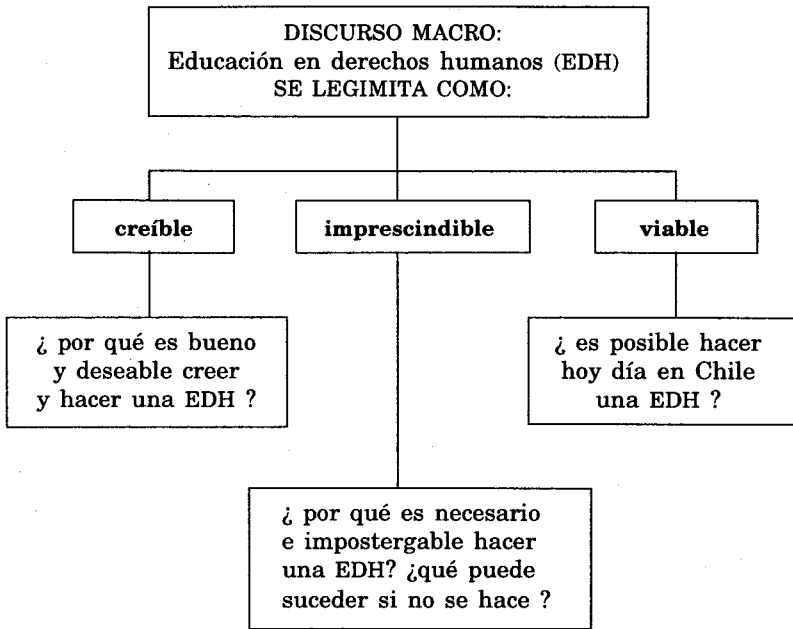 DISCURSO MACRO:
Educación en derechos humanos (EDH)
SE LEGIMITA COMO:
creíble
imprescindible
viable
¿ por qué es bueno
y deseable creer
y hacer una EDH ?
¿ es posible hacer
hoy día en Chile
una EDH ?
¿ por qué es necesario
e impostergable hacer
una EDH? ¿qué puede
suceder si no se hace ?